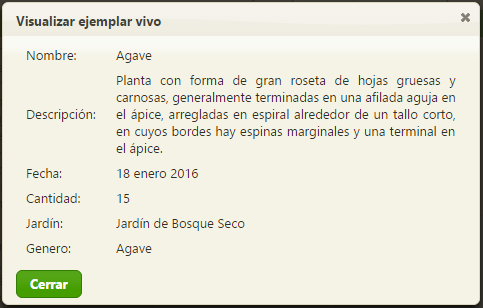 Visualizar ejemplar vivo
Nombre: Agave
Planta con forma de gran roseta de hojas gruesas y
carnosas, generalmente terminadas en una afilada aguja en
Descripción: el ápice, arregladas en espiral alrededor de un tallo corto,
en cuyos bordes hay espinas marginales y una terminal en
el ápice.
Fecha: 18 enero 2016
Cantidad: 15
Jardín: Jardín de Bosque Seco
Genero: Agave
Cerrar